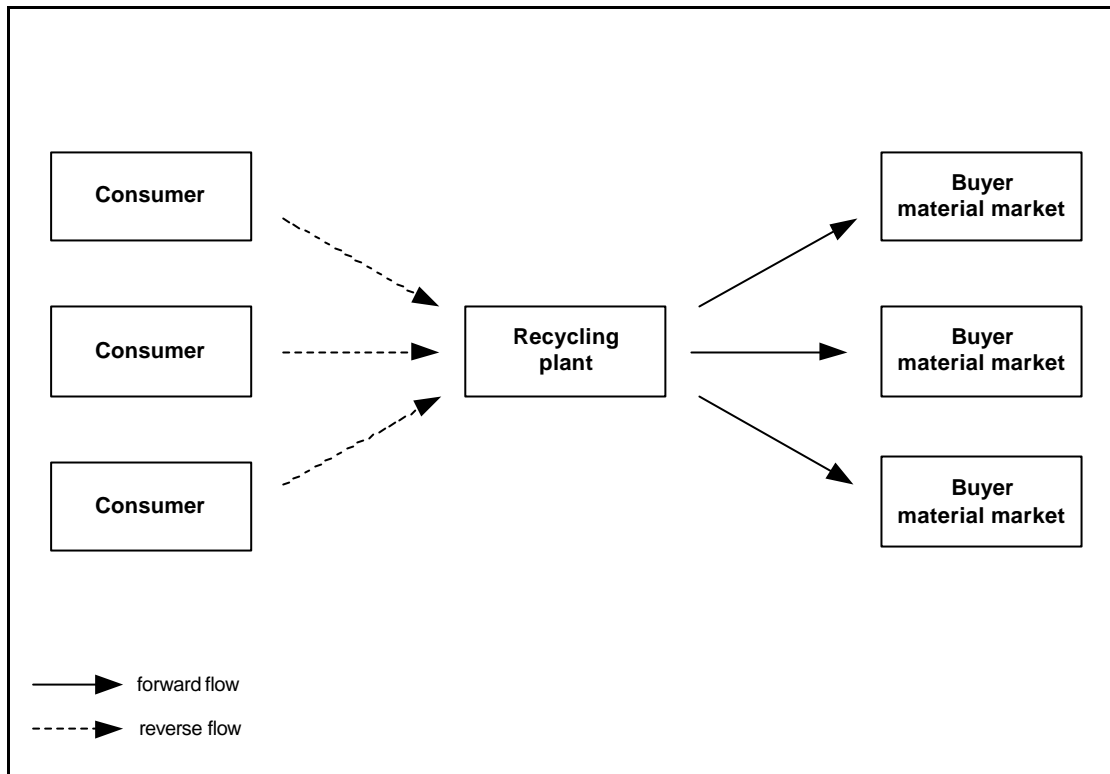 Consumer
Buyer
material market
Consumer
Recycling
plant
Buyer
material market
Consumer
Buyer
material market
forward flow
reverse flow